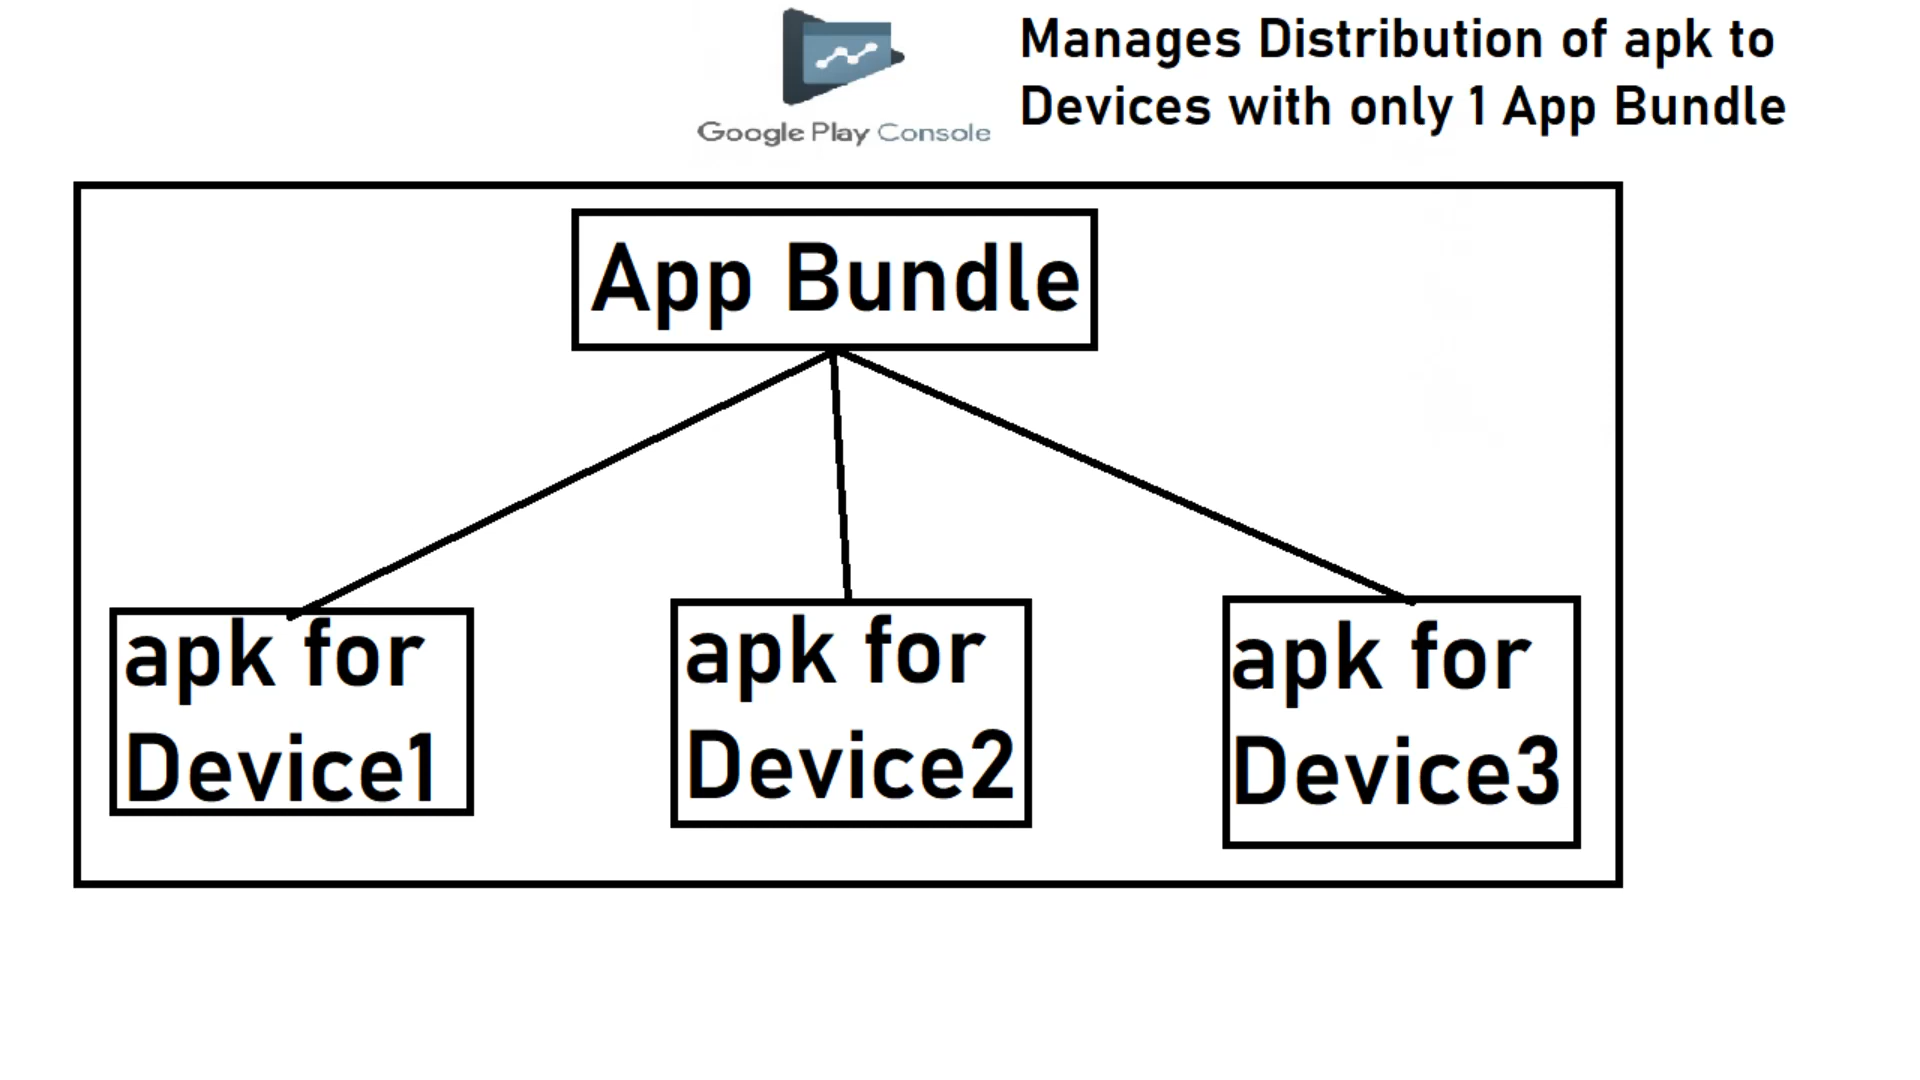 Manages Distribution of apk to
Devices with only 1 App Bundle
Google Play Console
App Bundle
apk for
Device1
apk for
Device2
apk for
Device3